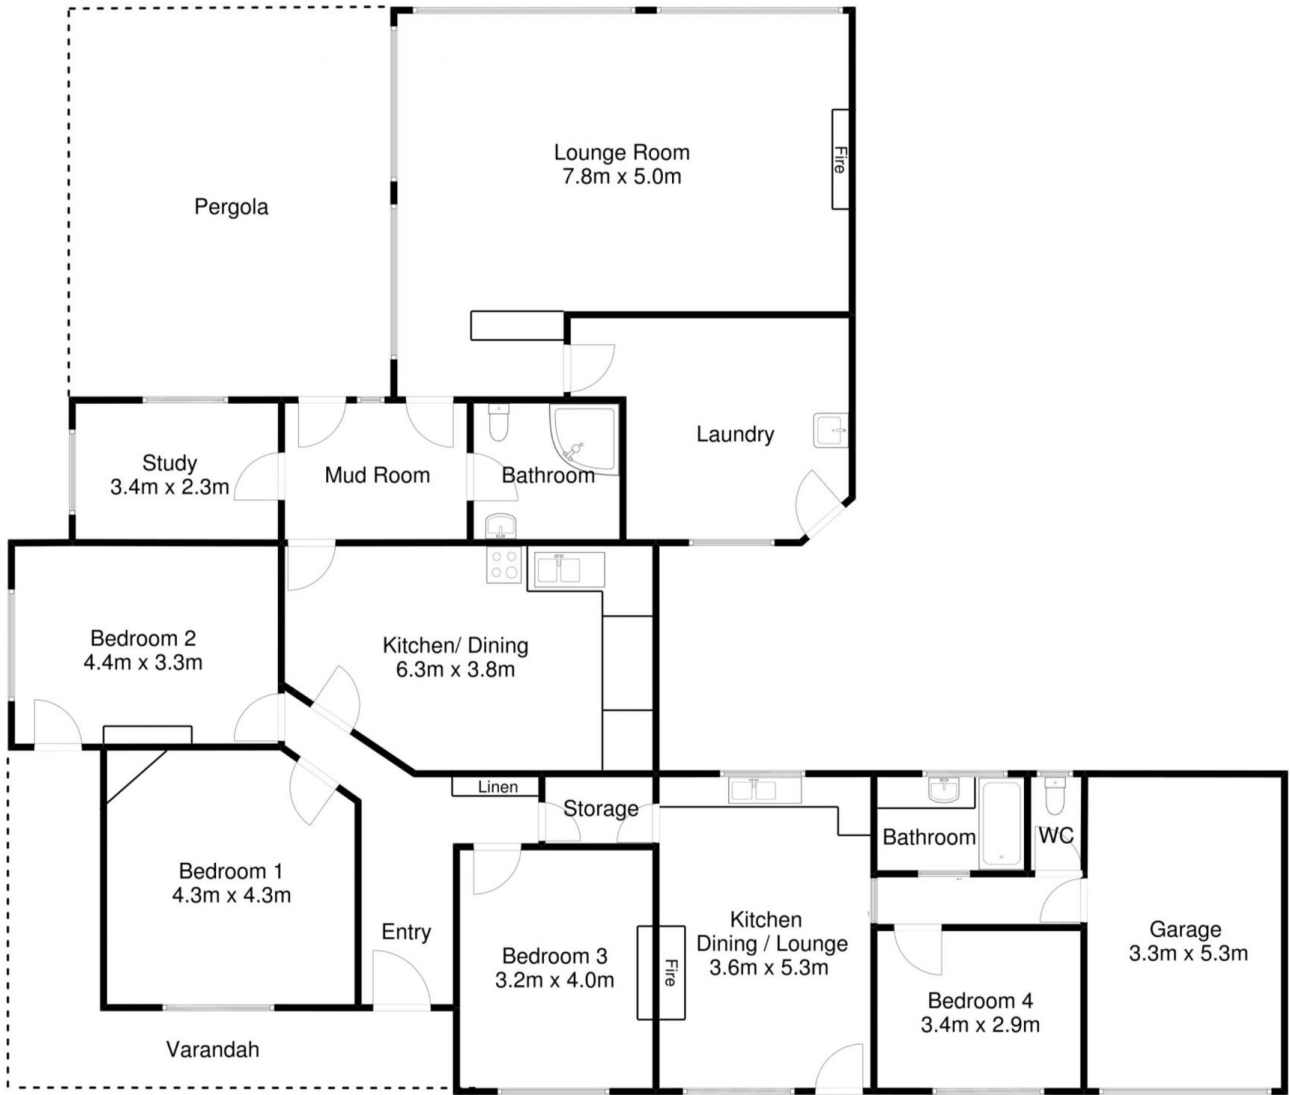 Lounge Room
7.8m x 5.0m
Fire
Pergola
Laundry
Study
3.4m x 2.3m
Mud Room
Bathroom
Bedroom 2
4.4m x 3.3m
Kitchen/ Dining
6.3m x 3.8m
Linen
Storage
Bathroom
WC
Bedroom 1
4.3m x 4.3m
Entry
Bedroom 3
3.2m x 4.0m
Fire
Kitchen
Dining / Lounge
3.6m x 5.3m
Garage
3.3m x 5.3m
Bedroom 4
3.4m x 2.9m
Varandah